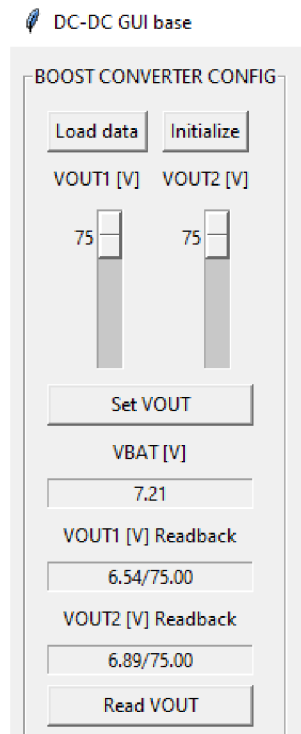 DC-DC GUI base
BOOST CONVERTER CONFIG
Load data Initialize
VOUT1 [V] VOUT2 [V]
75 75
Set VOUT
VBAT [V]
7.21
VOUT1 [V] Readback
6.54/75.00
VOUT2 [V] Readback
6.89/75.00
Read VOUT